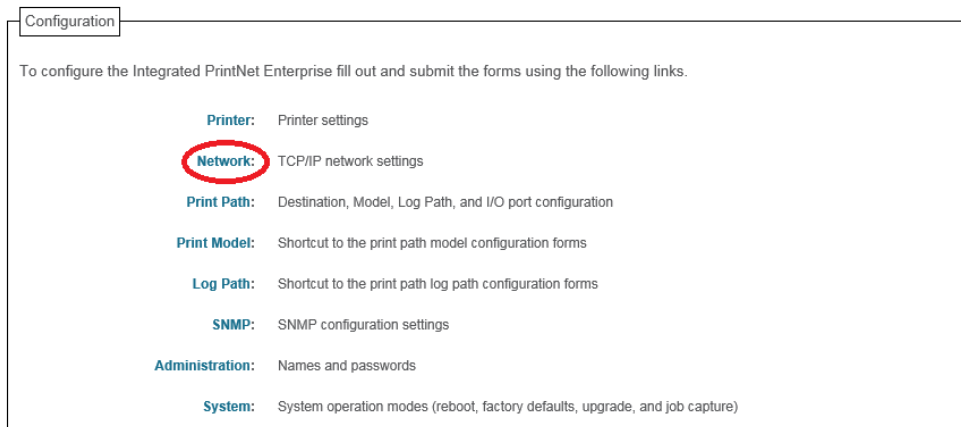 Configuration
To configure the Integrated PrintNet Enterprise fill out and submit the forms using the following links.
Printer: Printer settings
Network: TCP/IP network settings
Print Path: Destination, Model, Log Path, and I/O port configuration
Print Model: Shortcut to the print path model configuration forms
Log Path: Shortcut to the print path log path configuration forms
SNMP: SNMP configuration settings
Administration: Names and passwords
System: System operation modes (reboot, factory defaults, upgrade, and job capture)